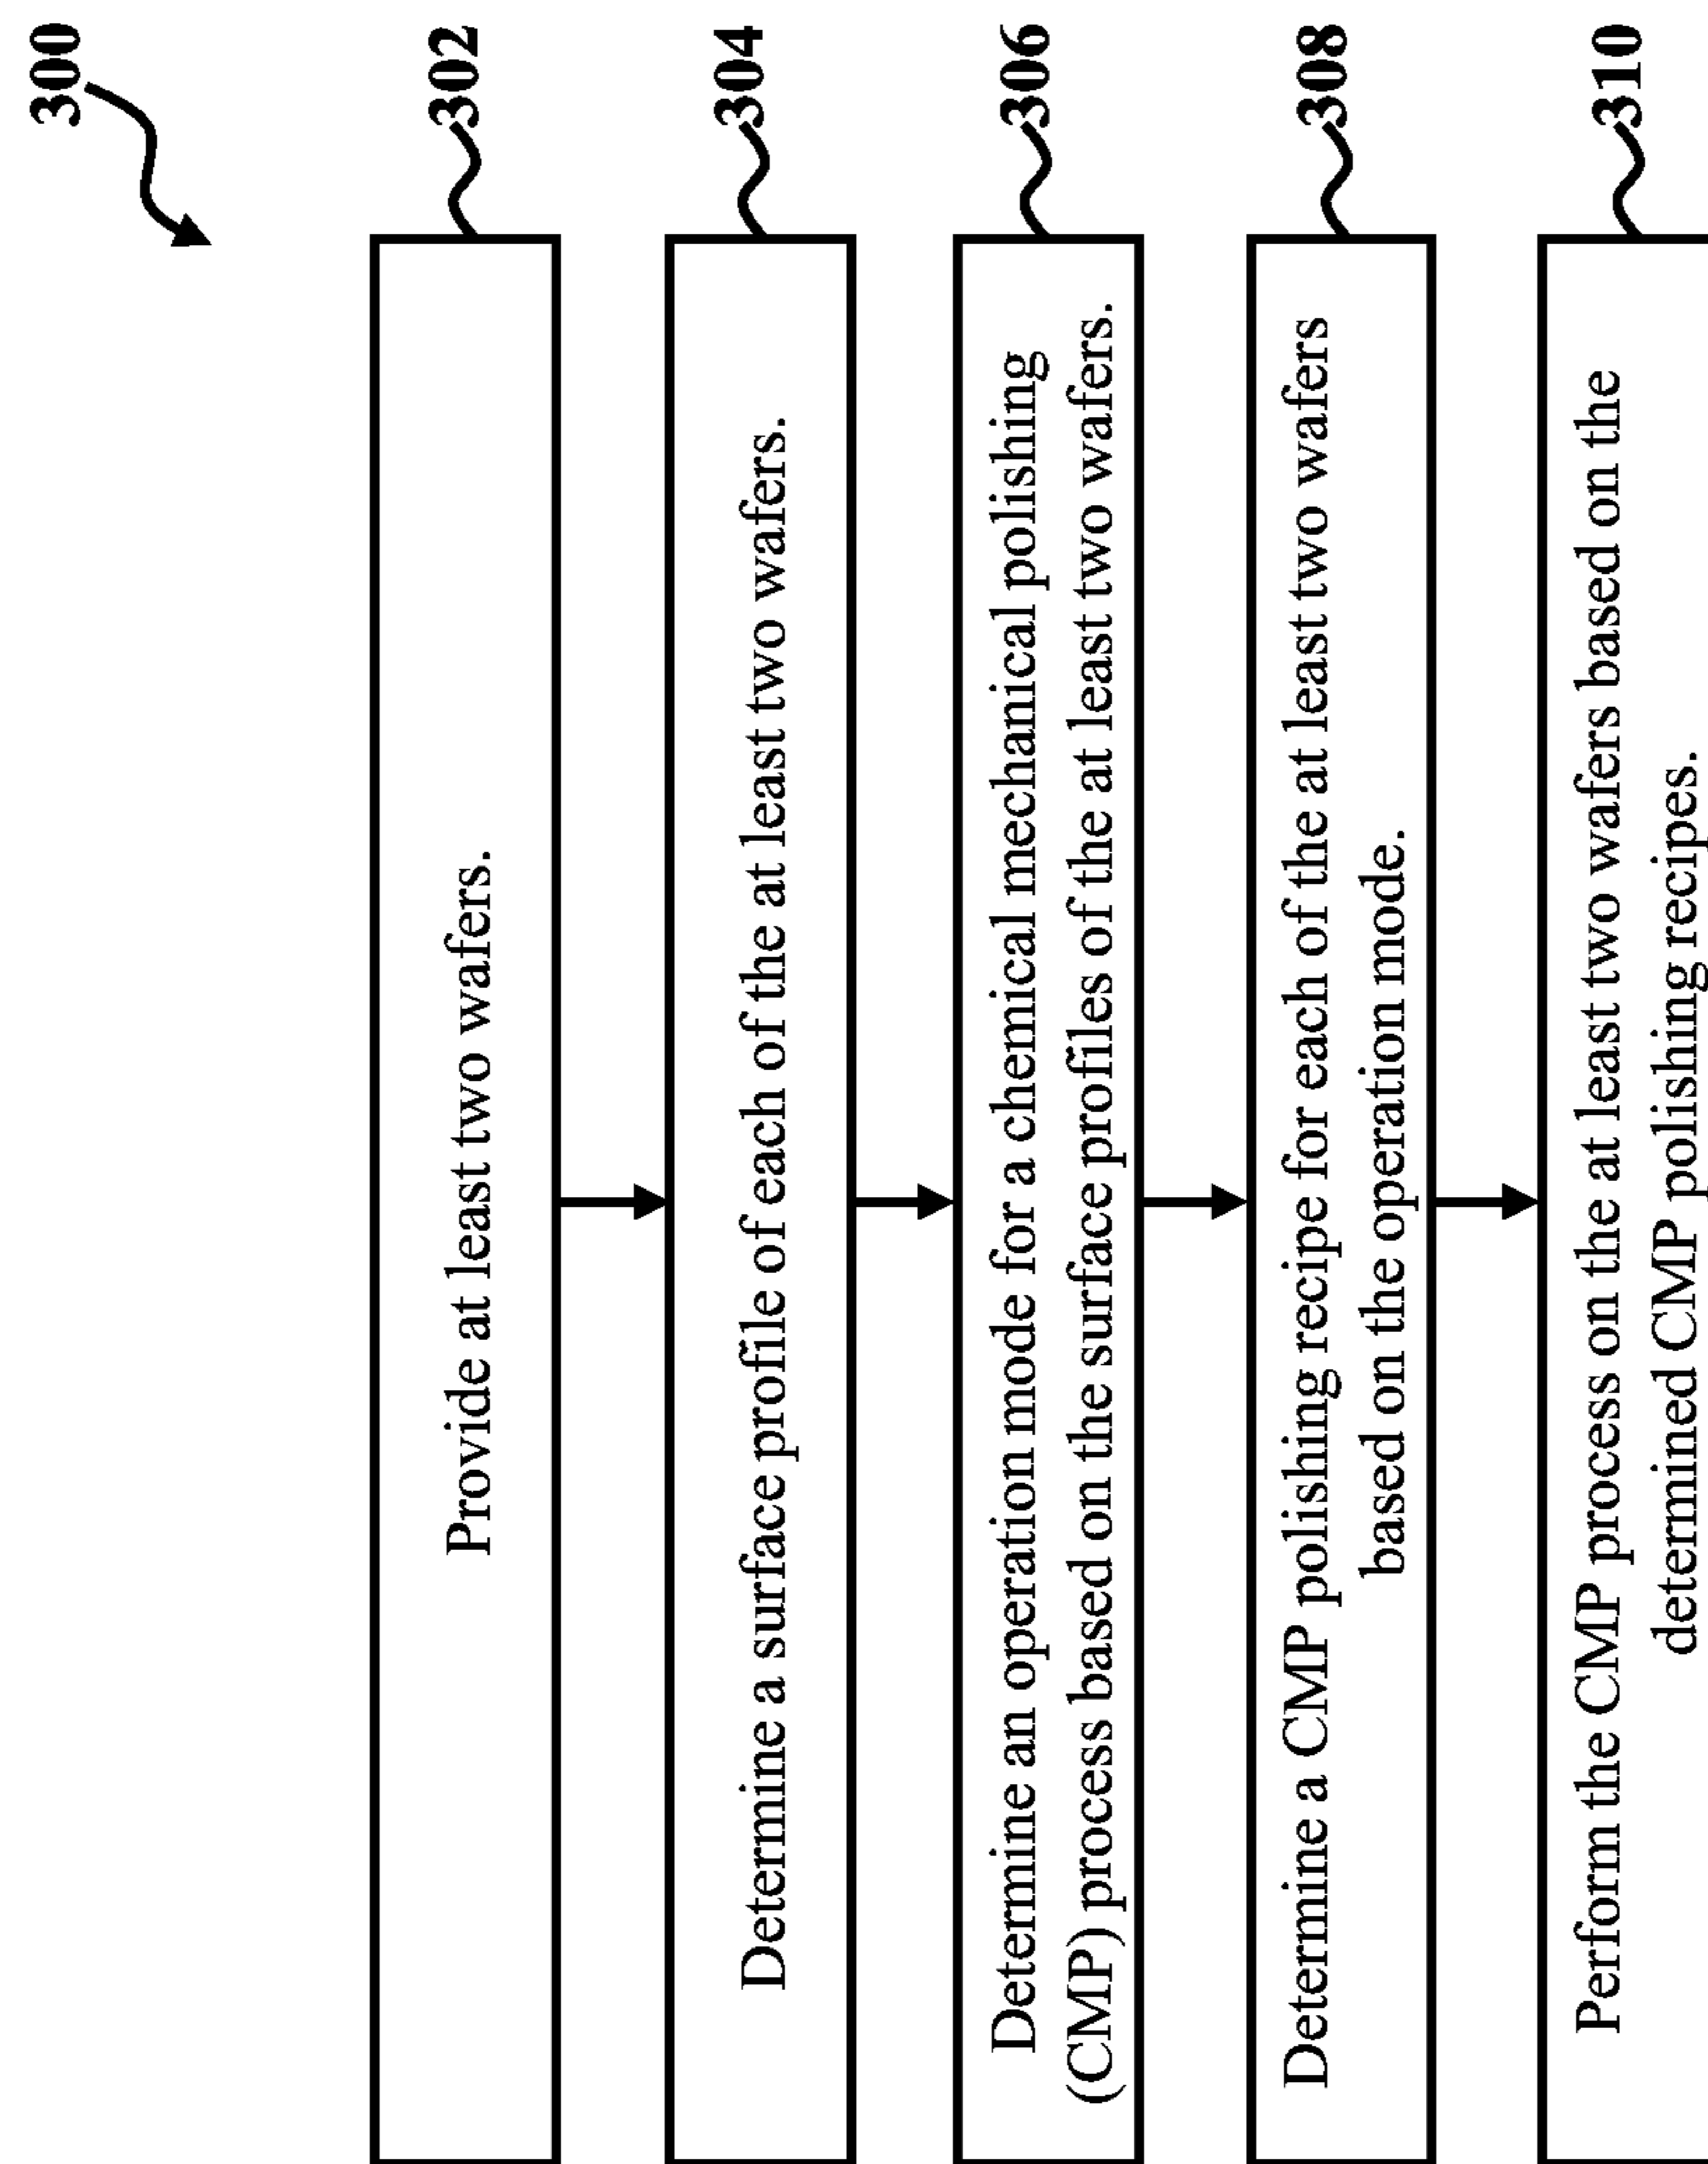 300
302
Provide at least two wafers.
304
Determine a surface profile of each of the at least two wafers.
306
Determine an operation mode for a chemical mechanical polishing
(CMP) process based on the surface profiles of the at least two wafers.
308
Determine a CMP polishing recipe for each of the at least two wafers
based on the operation mode.
310
Perform the CMP process on the at least two wafers based on the
determined CMP polishing recipes.